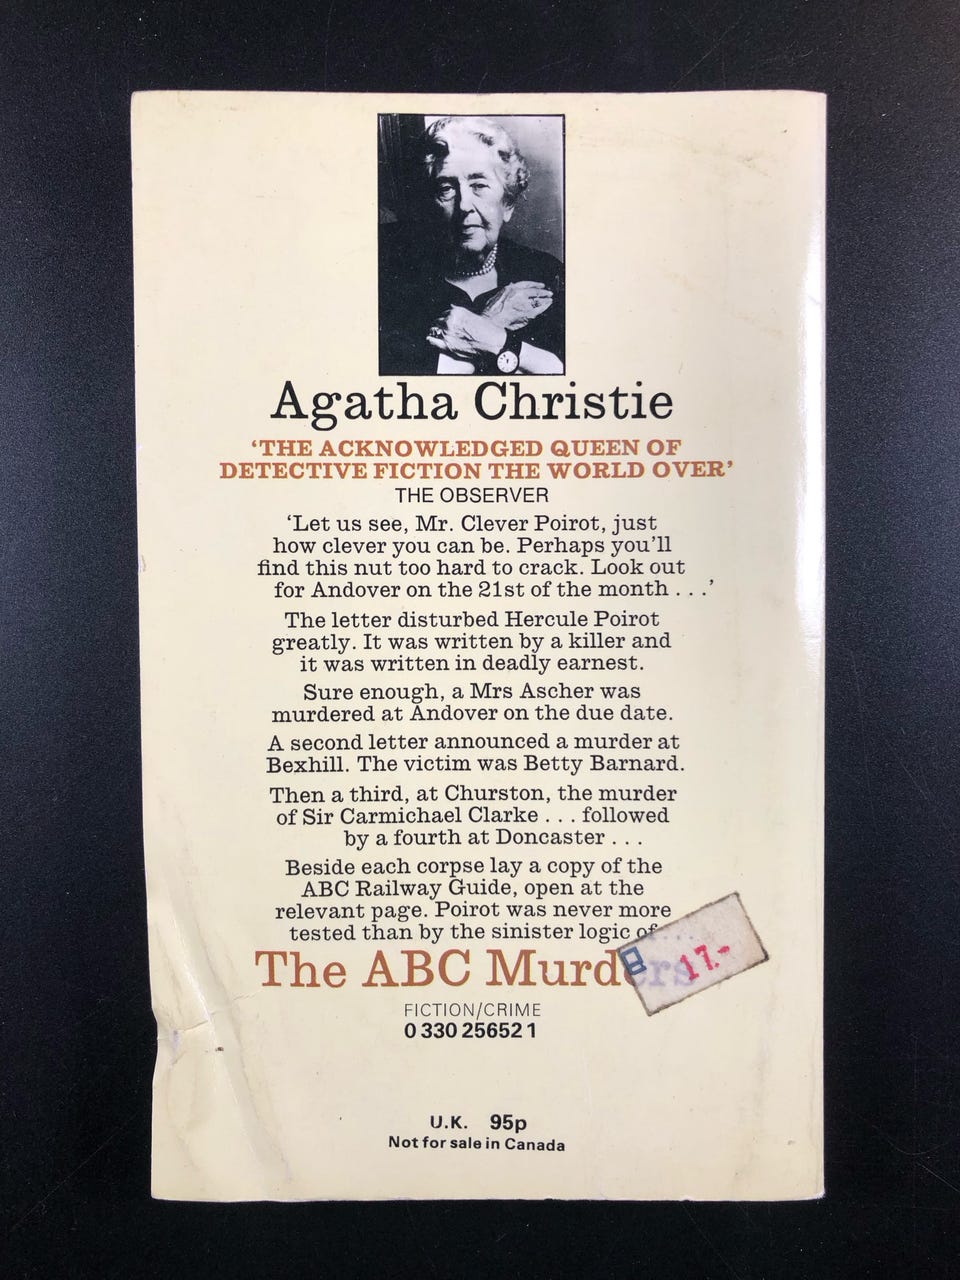 Agatha Christie
‘THE ACKNOWLEDGED QUEEN OF
DETECTIVE FICTION THE WORLD OVER’
THE OBSERVER
‘Let us see, Mr. Clever Poirot, just
how clever you can be. Perhaps you’ll
find this nut too hard to crack. Look out
for Andover on the 21st of the month . . .’
The letter disturbed Hercule Poirot
greatly. It was written by a killer and
it was written in deadly earnest.
Sure enough, a Mrs Ascher was
murdered at Andover on the due date.
A second letter announced a murder at
Bexhill. The victim was Betty Barnard.
Then a third, at Churston, the murder
of Sir Carmichael Clarke . . . followed
by a fourth at Doncaster . . .
Beside each corpse lay a copy of the
ABC Railway Guide, open at the
relevant page. Poirot was never more
tested than by the sinister logic of . . .
The ABC Murders
17.-
FICTION/CRIME
0 330 25652 1
U.K. 95p
Not for sale in Canada